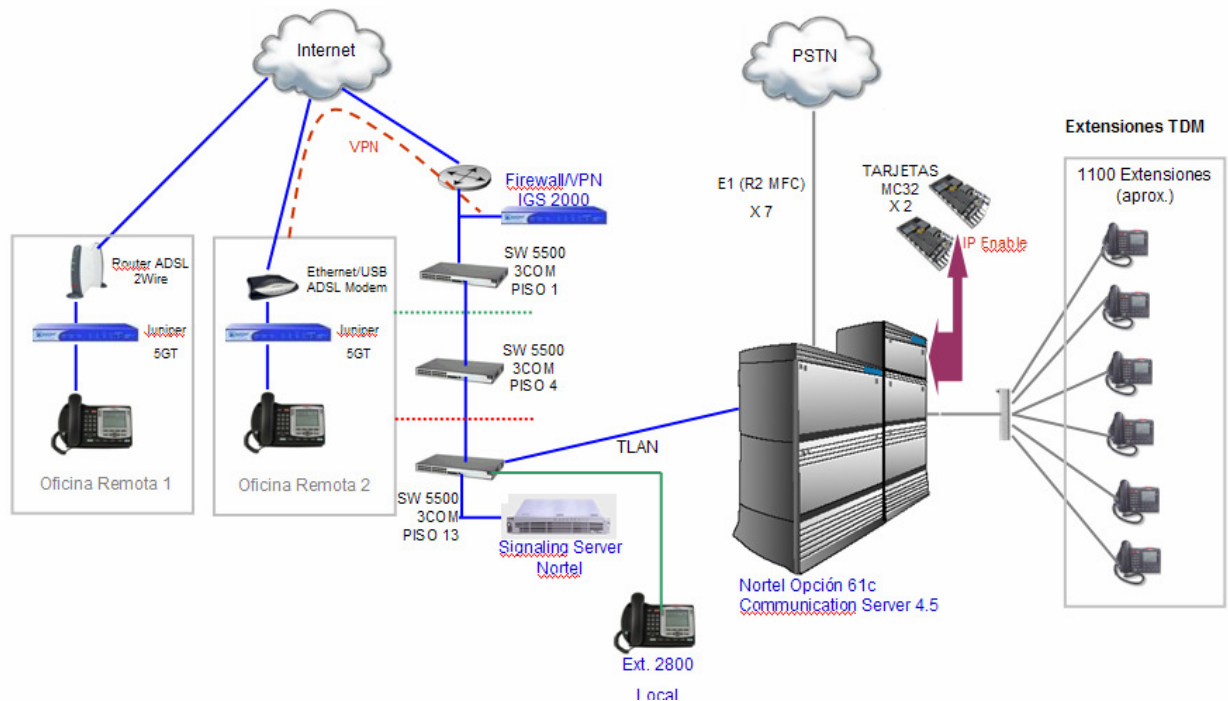 Internet
VPN
Firewall/VPN
IGS 2000
SW 5500
3COM
PISO 1
SW 5500
3COM
PISO 4
SW 5500
3COM
PISO 13
Router ADSL
2Wire
Juniper
5GT
Oficina Remota 1
Ethernet/USB
ADSL Modem
Juniper
5GT
Oficina Remota 2
Signaling Server
Nortel
TLAN
Ext. 2800
Local
PSTN
E1 (R2 MFC)
X 7
TARJETAS
MC32
X 2
IP Enable
Nortel Opción 61c
Communication Server 4.5
Extensiones TDM
1100 Extensiones
(aprox.)